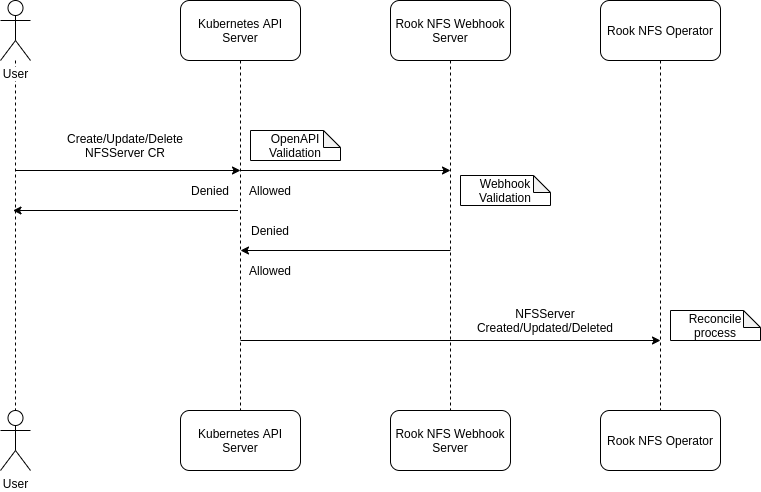 Kubernetes API
Server
Rook NFS Webhook
Server
Rook NFS Operator
User
Create/Update/Delete
NFSServer CR
OpenAPI
Validation
Denied
Allowed
Webhook
Validation
Denied
Allowed
NFSServer
Created/Updated/Deleted
Reconcile
process
Kubernetes API
Server
Rook NFS Webhook
Server
Rook NFS Operator
User